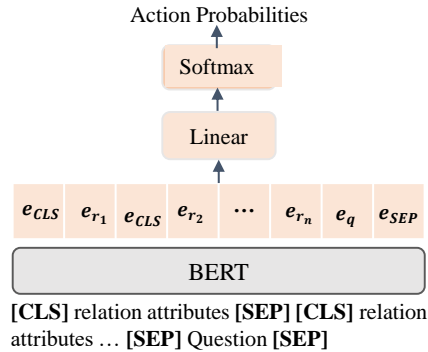 Action Probabilities
Softmax
Linear
e_CLS e_r1 e_CLS e_r2 ... e_rn e_q e_SEP
BERT
[CLS] relation attributes [SEP] [CLS] relation
attributes … [SEP] Question [SEP]